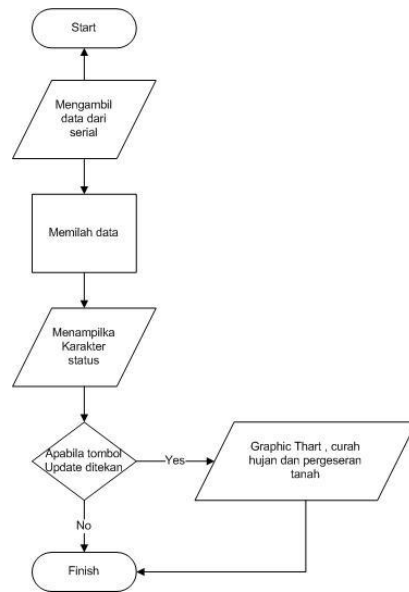 Start
Mengambil
data dari
serial
Memilah data
Menampilka
Karakter
status
Apabila tombol
Update ditekan
Yes
Graphic Thart , curah
hujan dan pergeseran
tanah
No
Finish